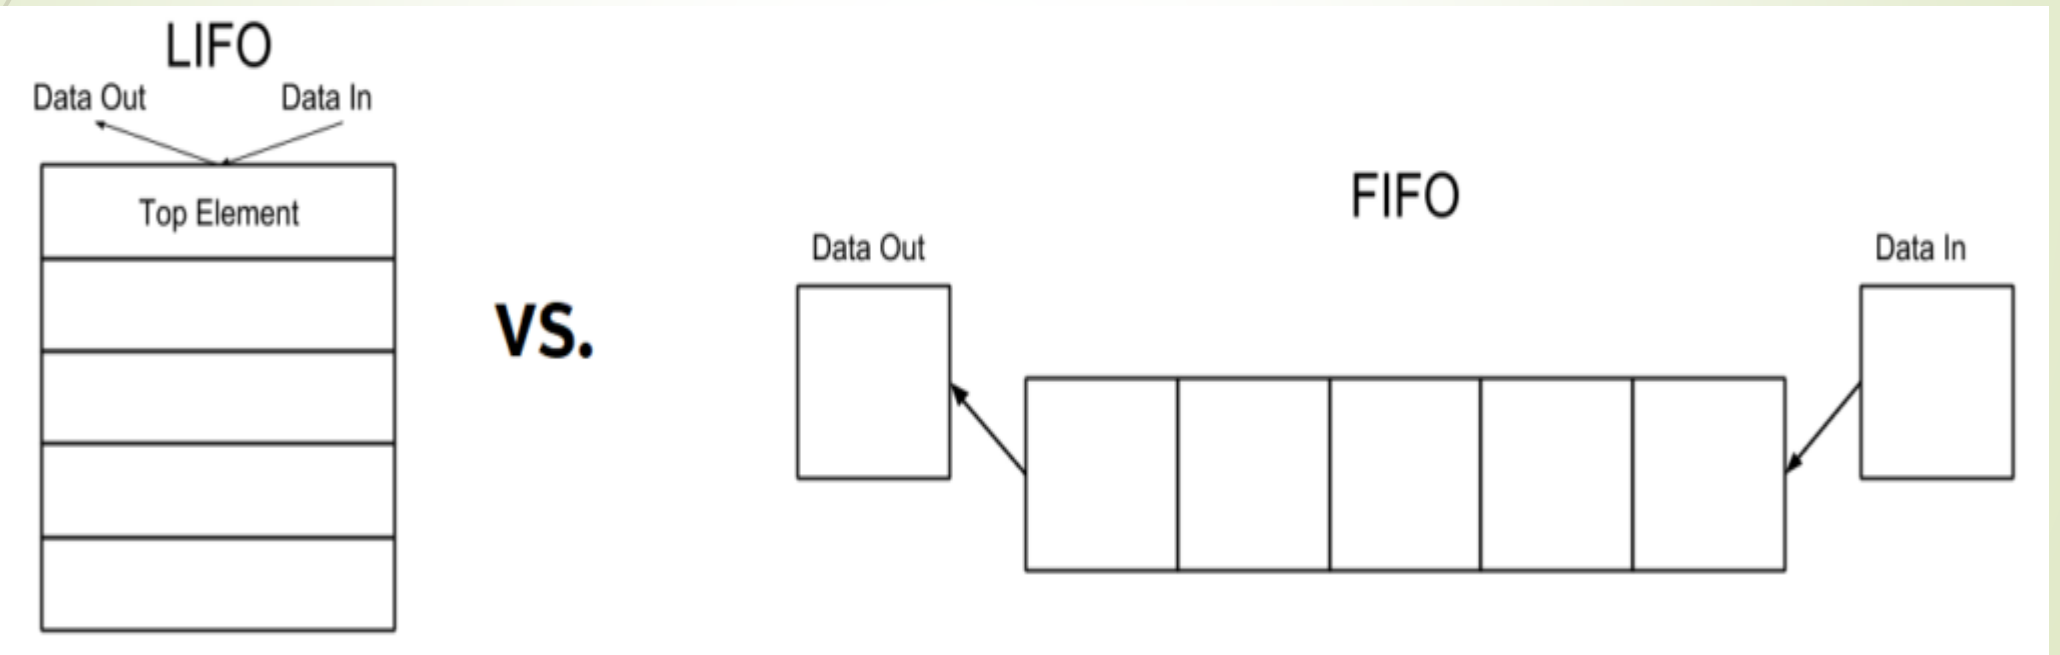 LIFO
Data Out
Data In
Top Element
VS.
FIFO
Data Out
Data In